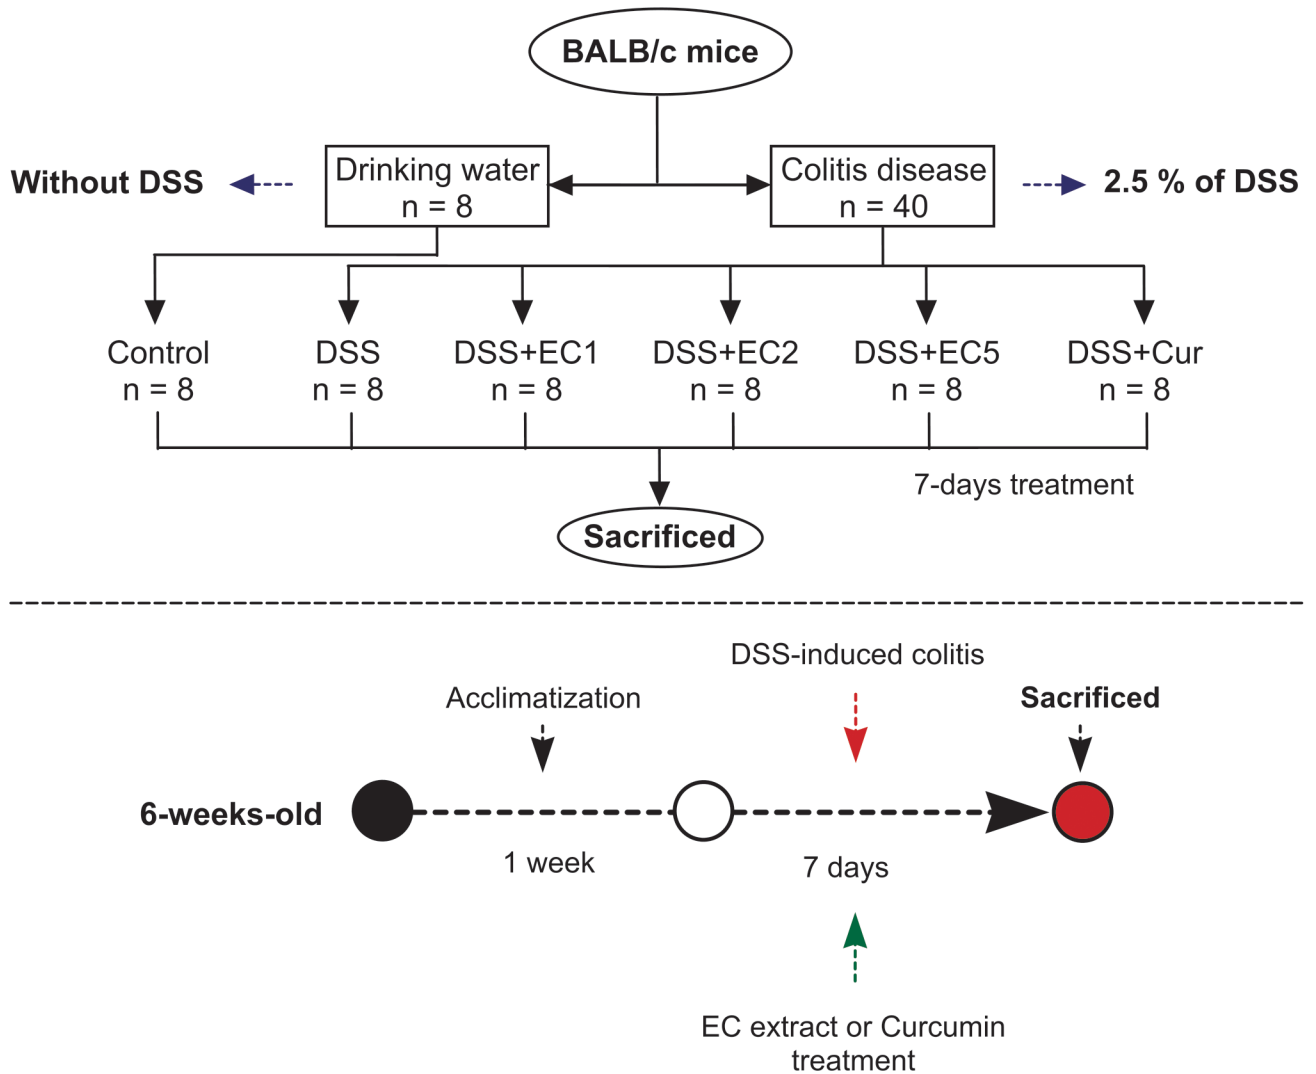 BALB/c mice
Without DSS
Drinking water
n = 8
Colitis disease
n = 40
2.5 % of DSS
Control
n = 8
DSS
n = 8
DSS+EC1
n = 8
DSS+EC2
n = 8
DSS+EC5
n = 8
DSS+Cur
n = 8
7-days treatment
Sacrificed
DSS-induced colitis
Acclimatization
Sacrificed
6-weeks-old
1 week
7 days
EC extract or Curcumin
treatment